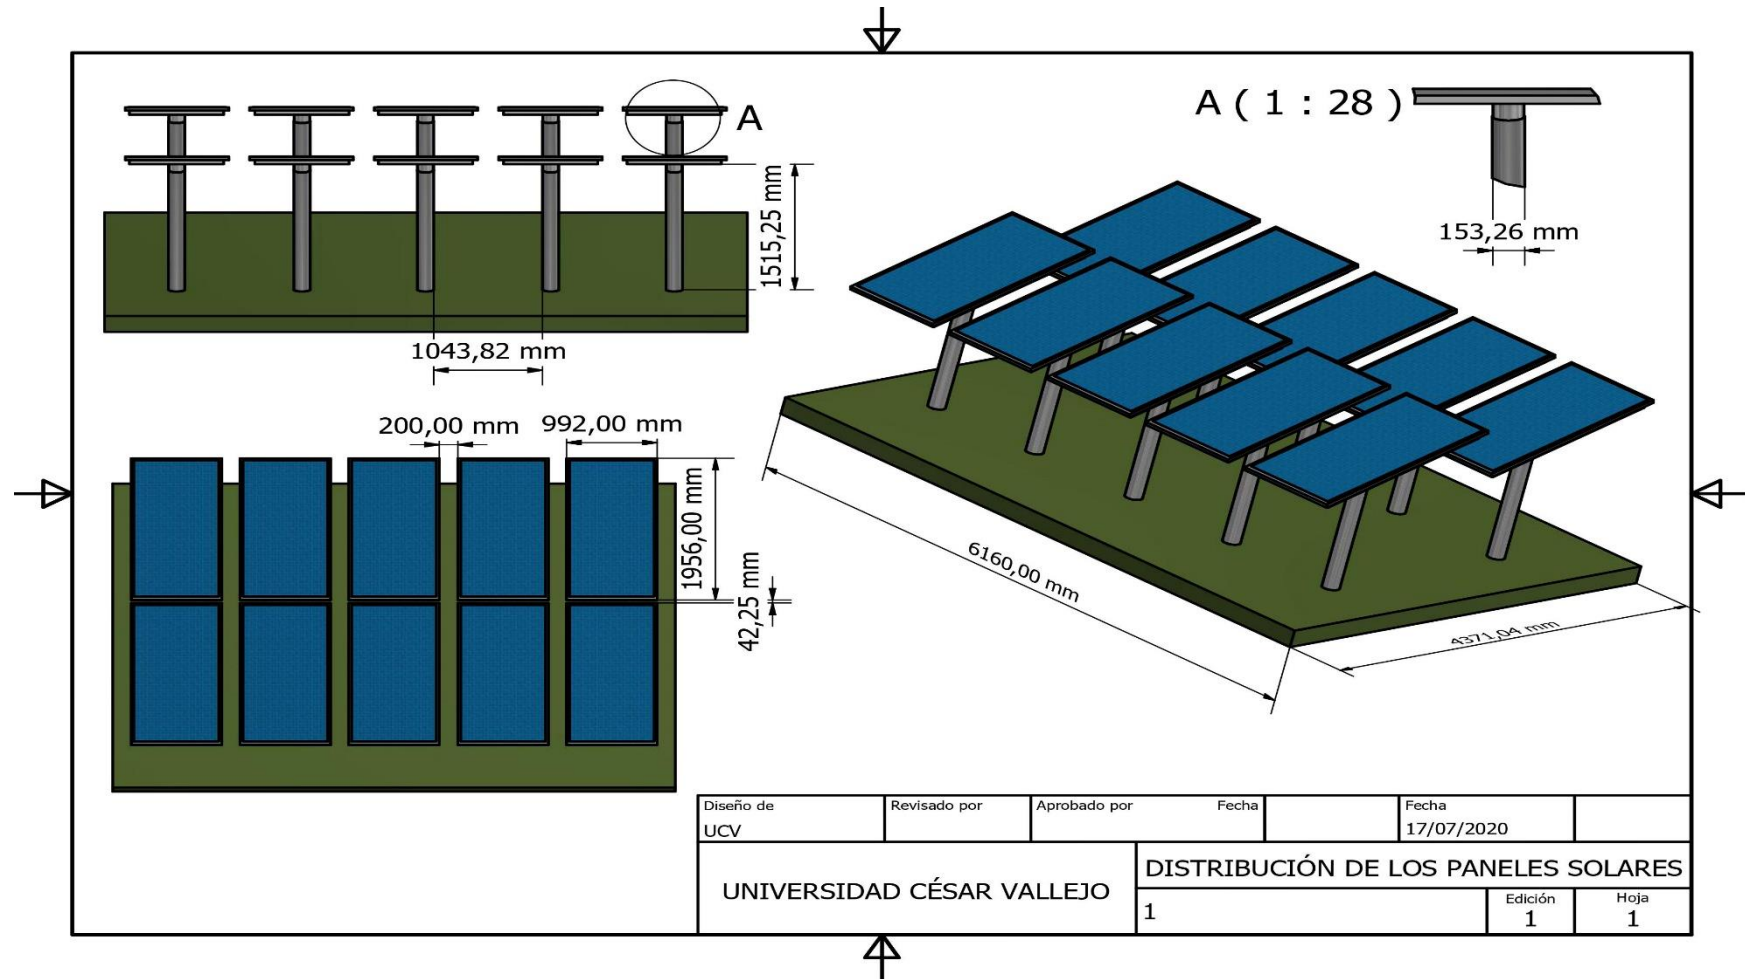 A
A ( 1 : 28 )
1515,25 mm
153,26 mm
1043,82 mm
200,00 mm
992,00 mm
1956,00 mm
42,25 mm
6160,00 mm
4371,04 mm
Diseño de
UCV
Revisado por
Aprobado por
Fecha
Fecha
17/07/2020
UNIVERSIDAD CÉSAR VALLEJO
DISTRIBUCIÓN DE LOS PANELES SOLARES
1
Edición
1
Hoja
1